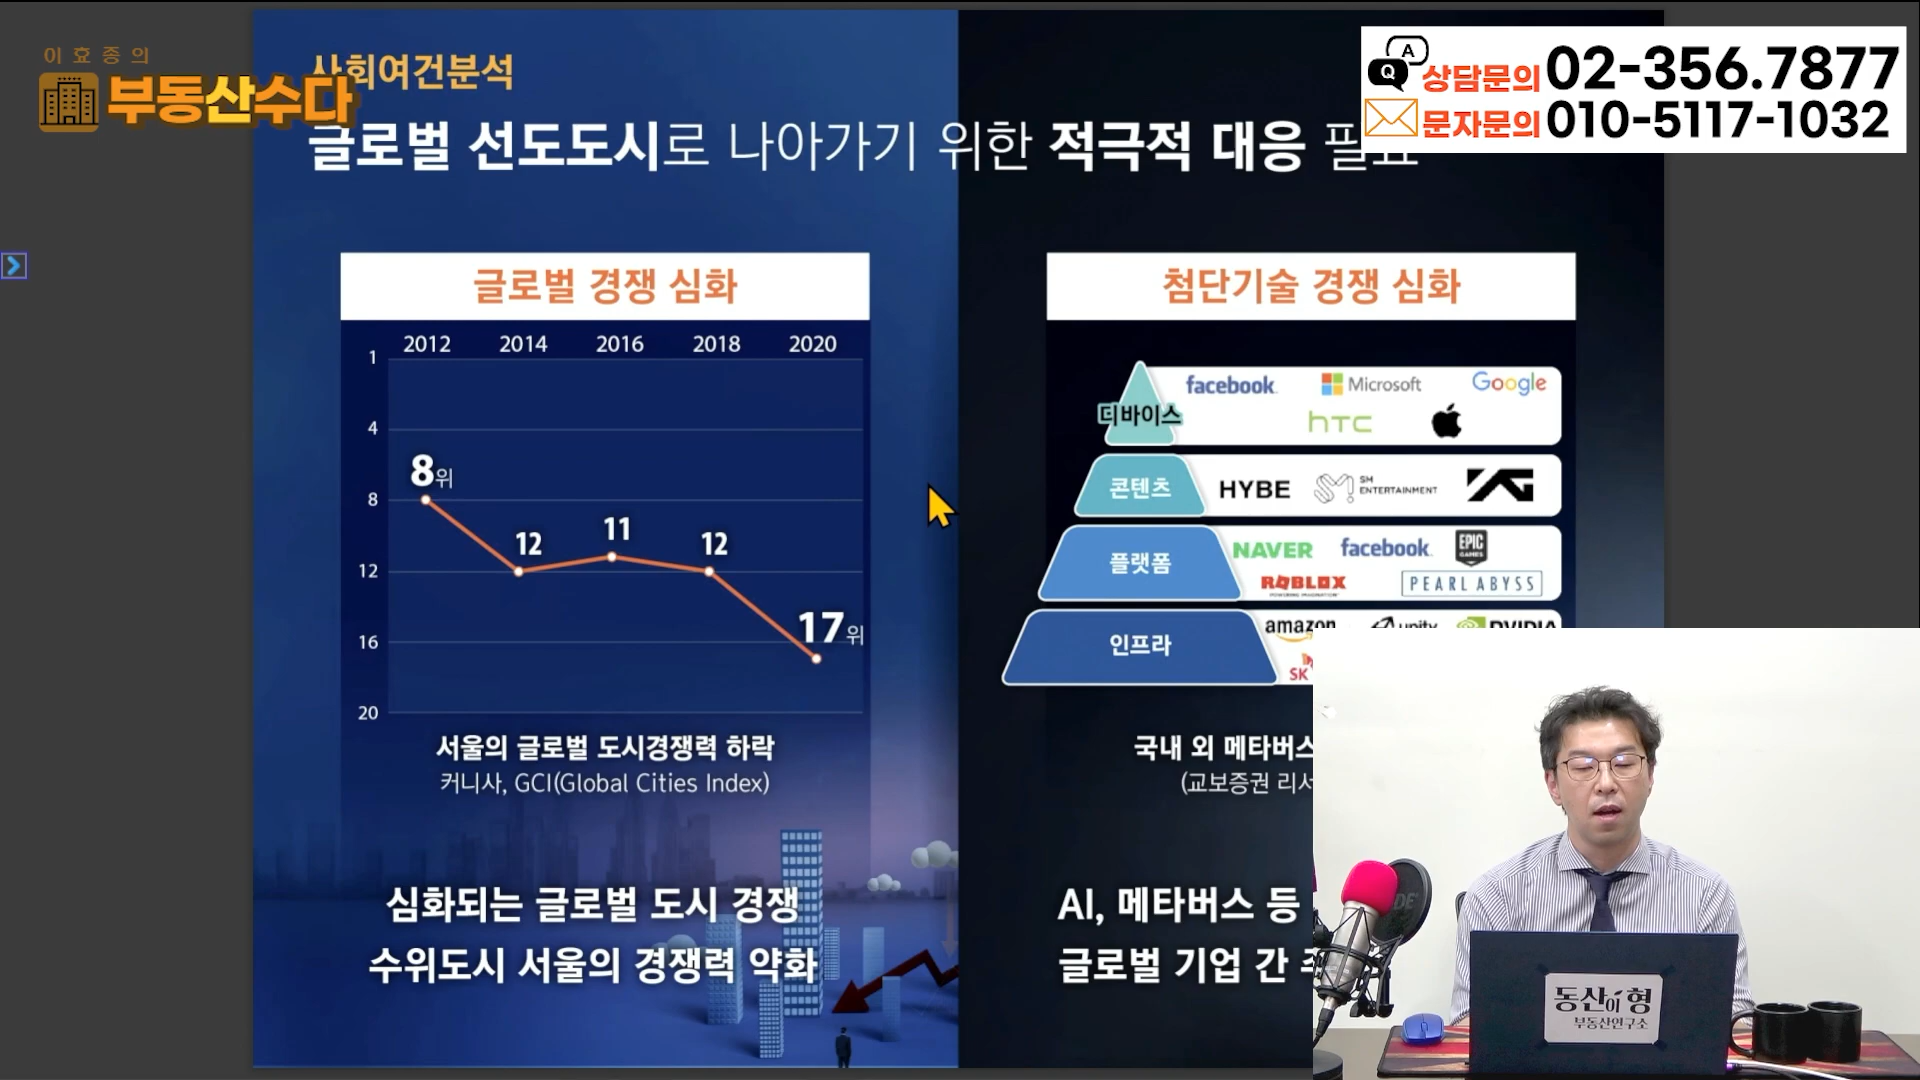 이효종의
부동산수다
사회여건분석
글로벌 선도도시로 나아가기 위한 적극적 대응 필요
상담문의 02-356.7877
문자문의 010-5117-1032
A
Q
글로벌 경쟁 심화
2012 2014 2016 2018 2020
1
4
8
12
16
20
8위
12
11
12
17위
서울의 글로벌 도시경쟁력 하락
커니사, GCI(Global Cities Index)
심화되는 글로벌 도시 경쟁
수위도시 서울의 경쟁력 약화
첨단기술 경쟁 심화
디바이스
facebook Microsoft Google
hTC
콘텐츠
HYBE SM ENTERTAINMENT YG
플랫폼
NAVER facebook EPIC GAMES
ROBLOX PEARL ABYSS
인프라
amazon unity NVIDIA
SK
국내 외 메타버스
(교보증권 리서
AI, 메타버스 등
글로벌 기업 간
동산이형
부동산연구소